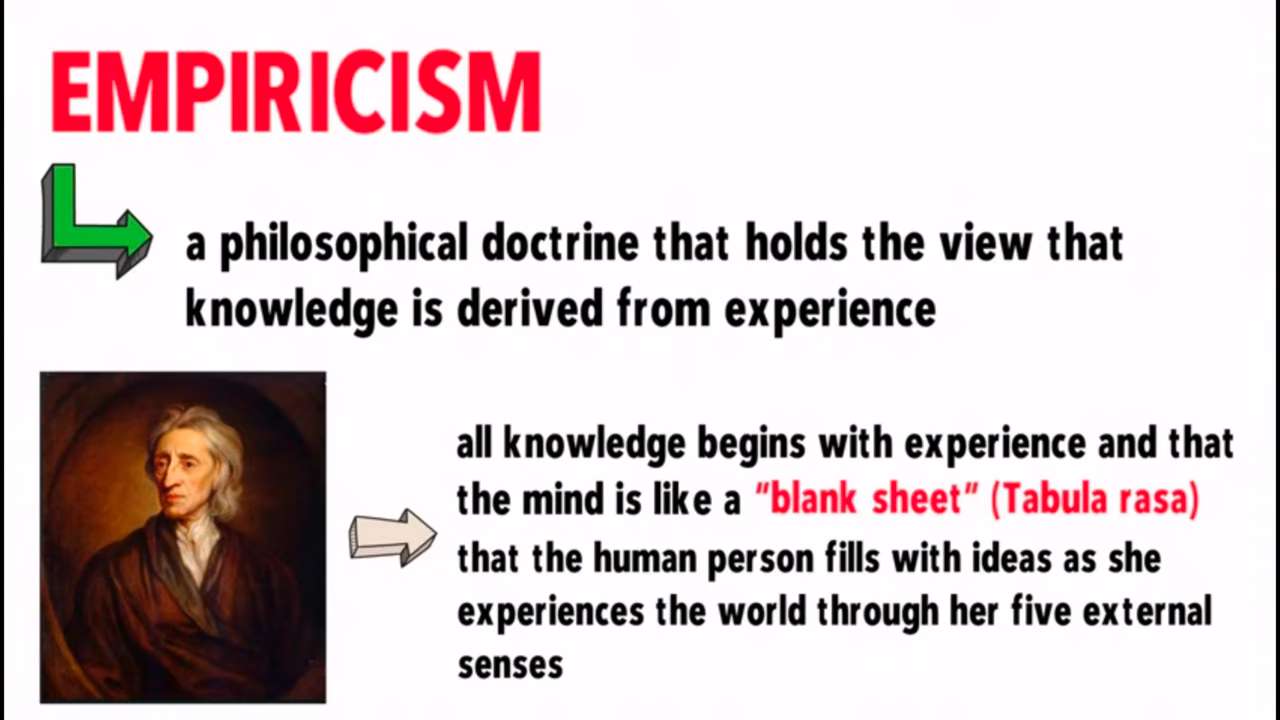 EMPIRICISM
a philosophical doctrine that holds the view that
knowledge is derived from experience
all knowledge begins with experience and that
the mind is like a “blank sheet” (Tabula rasa)
that the human person fills with ideas as she
experiences the world through her five external
senses